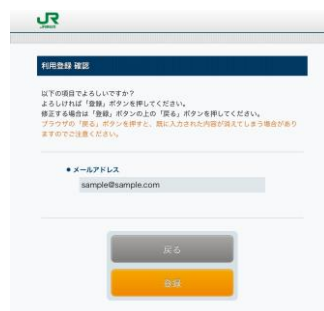 JR
利用登録 確認
以下の項目でよろしいですか？
よろしければ「登録」ボタンを押してください。
修正する場合は「登録」ボタンの上の「戻る」ボタンを押してください。
ブラウザの「戻る」ボタンを押すと、既に入力された内容が消えてしまう場合があり
ますのでご注意ください。
● メールアドレス
sample@sample.com
戻る
登録